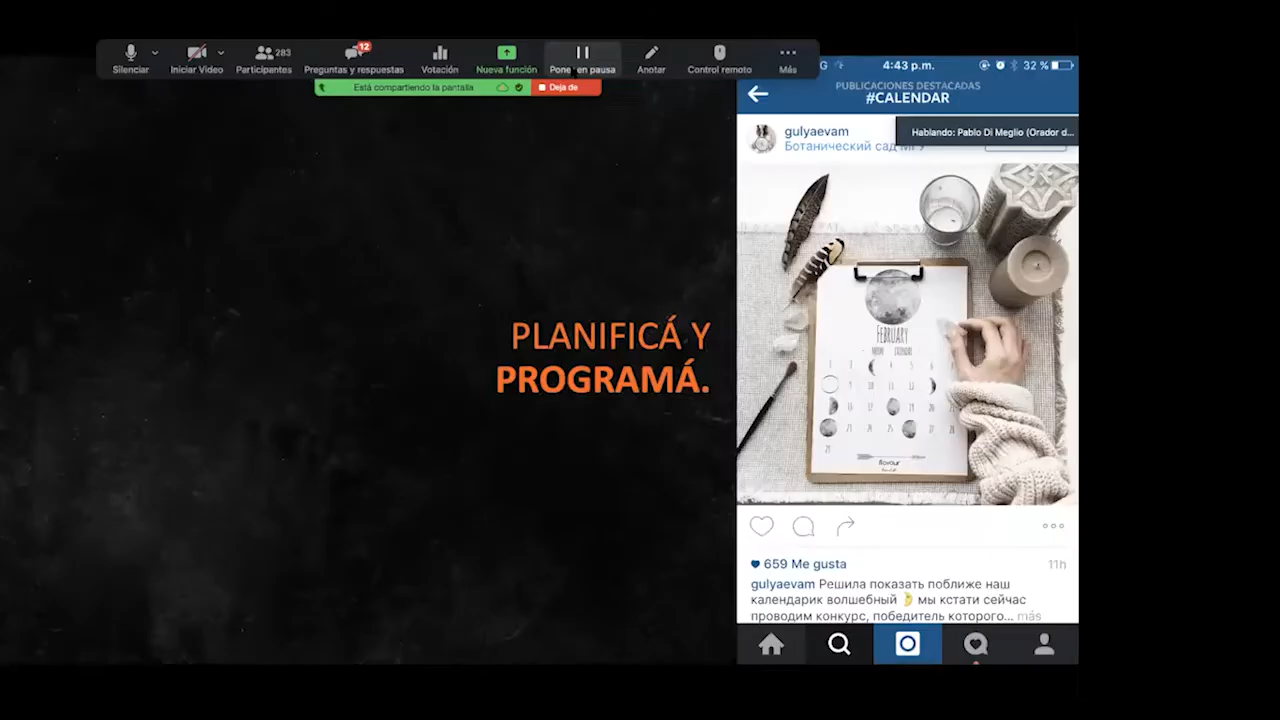 Silenciar
Iniciar Video
283
Participantes
12
Preguntas y respuestas
Votación
Nueva función
Poner en pausa
Anotar
Control remoto
Más
Está compartiendo la pantalla
Deja de
4:43 p.m.
32 %
PUBLICACIONES DESTACADAS
#CALENDAR
gulyaevam
Ботанический сад
Hablando: Pablo Di Meglio (Orador d...
PLANIFICÁ Y
PROGRAMÁ.
FEBRUARY
flavour
659 Me gusta
11h
gulyaevam Решила показать поближе наш
календарик волшебный 🌛 мы кстати сейчас
проводим конкурс, победитель которого... más